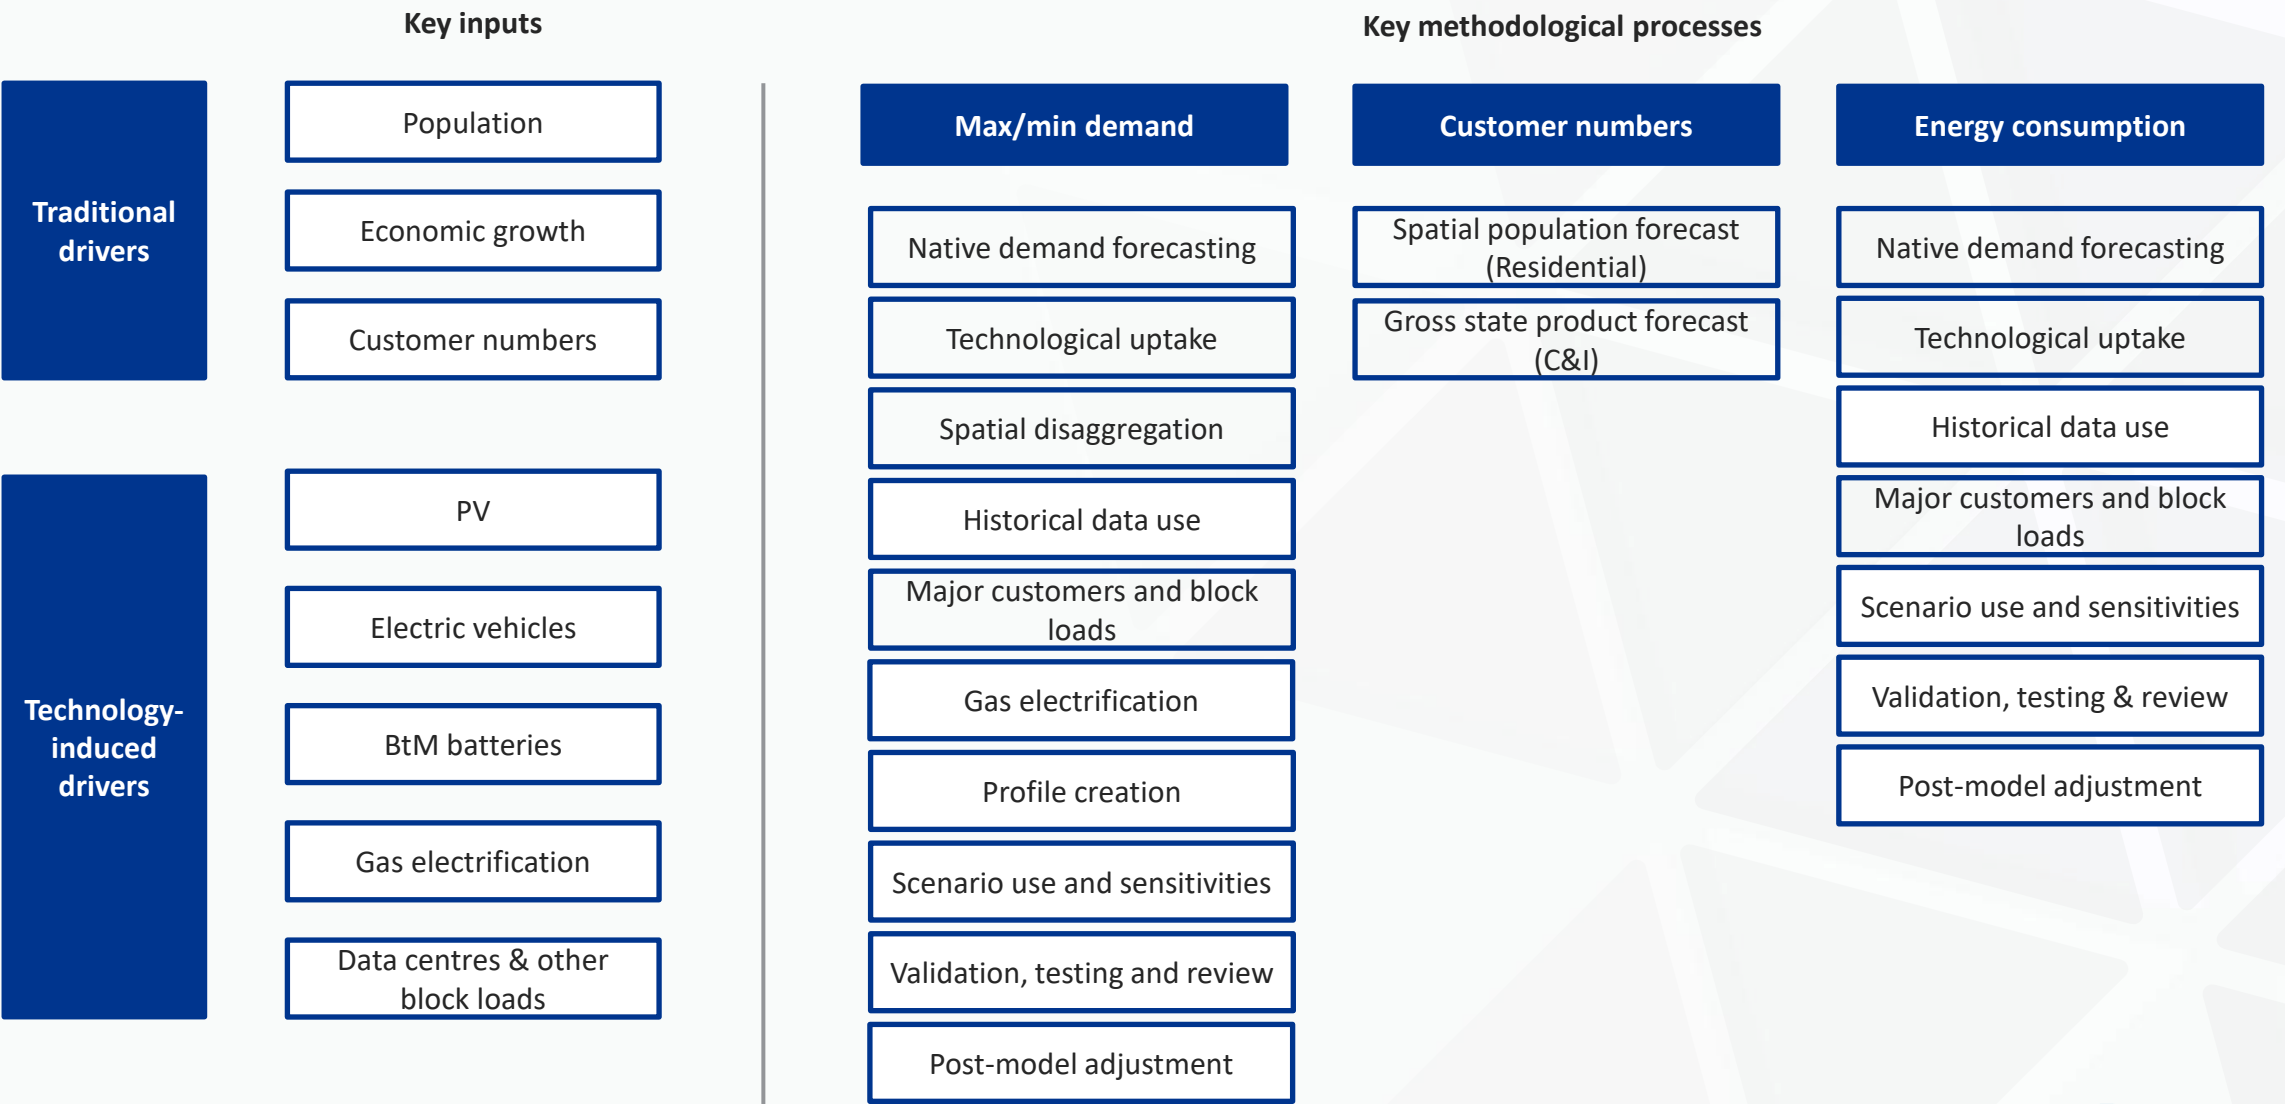 Key inputs
Key methodological processes
Traditional
drivers
Population
Economic growth
Customer numbers
Technology-
induced
drivers
PV
Electric vehicles
BtM batteries
Gas electrification
Data centres & other
block loads
Max/min demand
Native demand forecasting
Technological uptake
Spatial disaggregation
Historical data use
Major customers and block
loads
Gas electrification
Profile creation
Scenario use and sensitivities
Validation, testing and review
Post-model adjustment
Customer numbers
Spatial population forecast
(Residential)
Gross state product forecast
(C&I)
Energy consumption
Native demand forecasting
Technological uptake
Historical data use
Major customers and block
loads
Scenario use and sensitivities
Validation, testing & review
Post-model adjustment